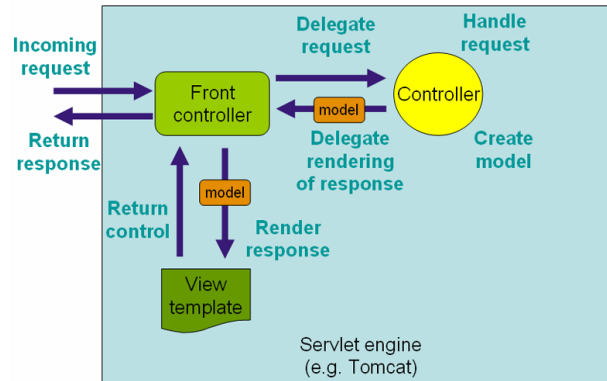 Incoming
request
Return
response
Front
controller
Delegate
request
Handle
request
Controller
model
Delegate
rendering
of response
Create
model
model
Return
control
Render
response
View
template
Servlet engine
(e.g. Tomcat)